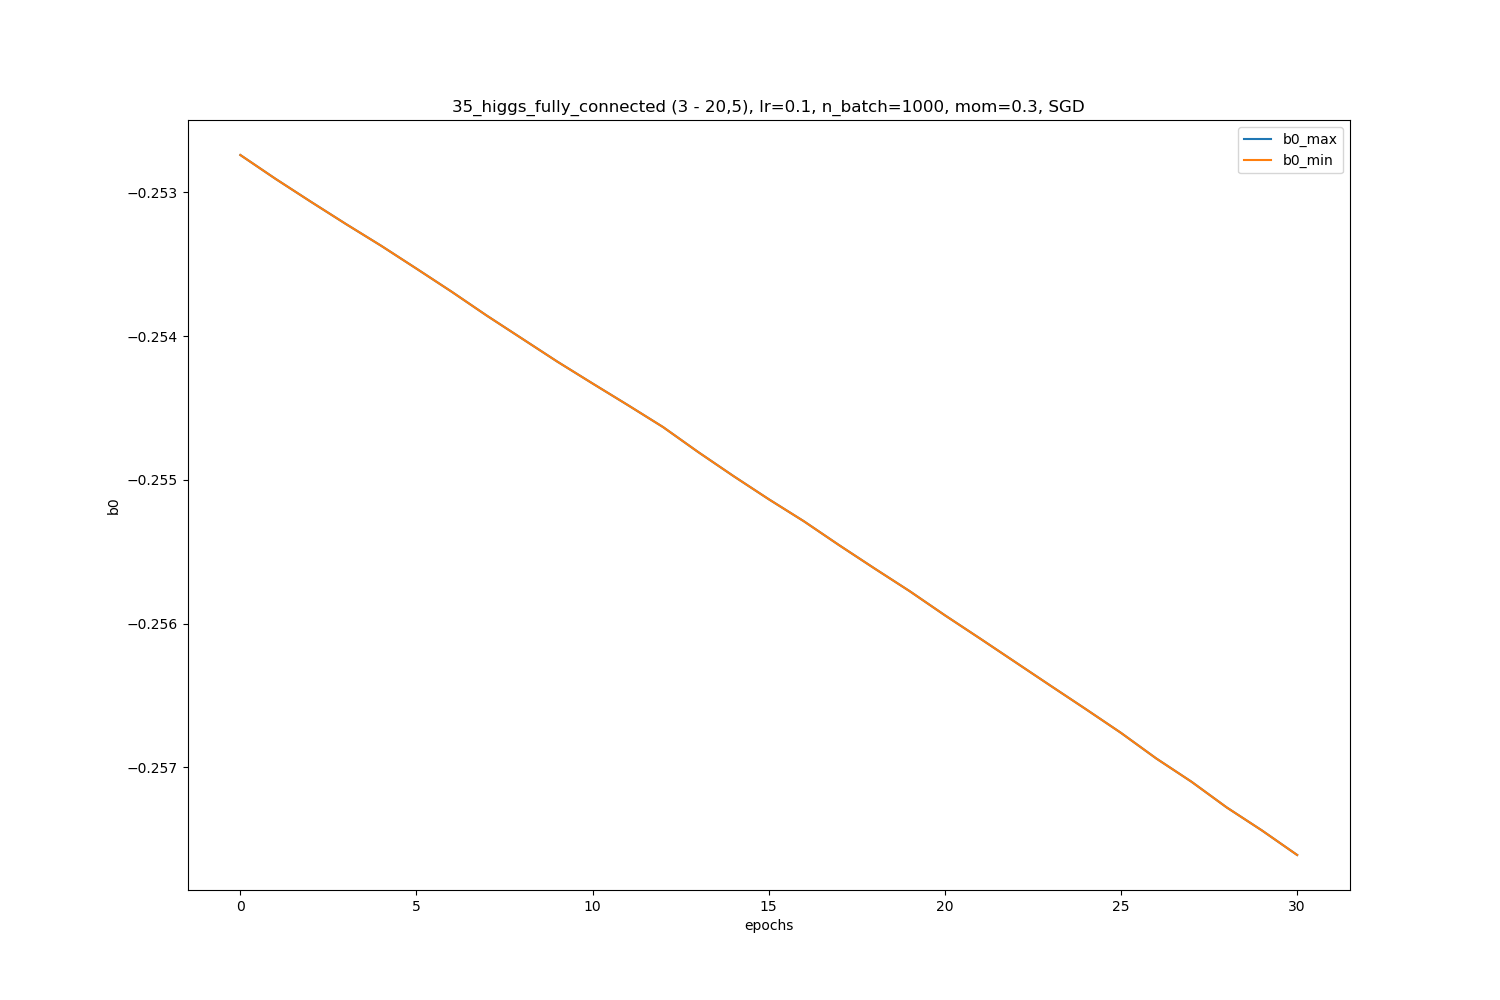 35_higgs_fully_connected (3 - 20,5), lr=0.1, n_batch=1000, mom=0.3, SGD
b0_max
b0_min
−0.253
−0.254
−0.255
−0.256
−0.257
b0
0 5 10 15 20 25 30
epochs